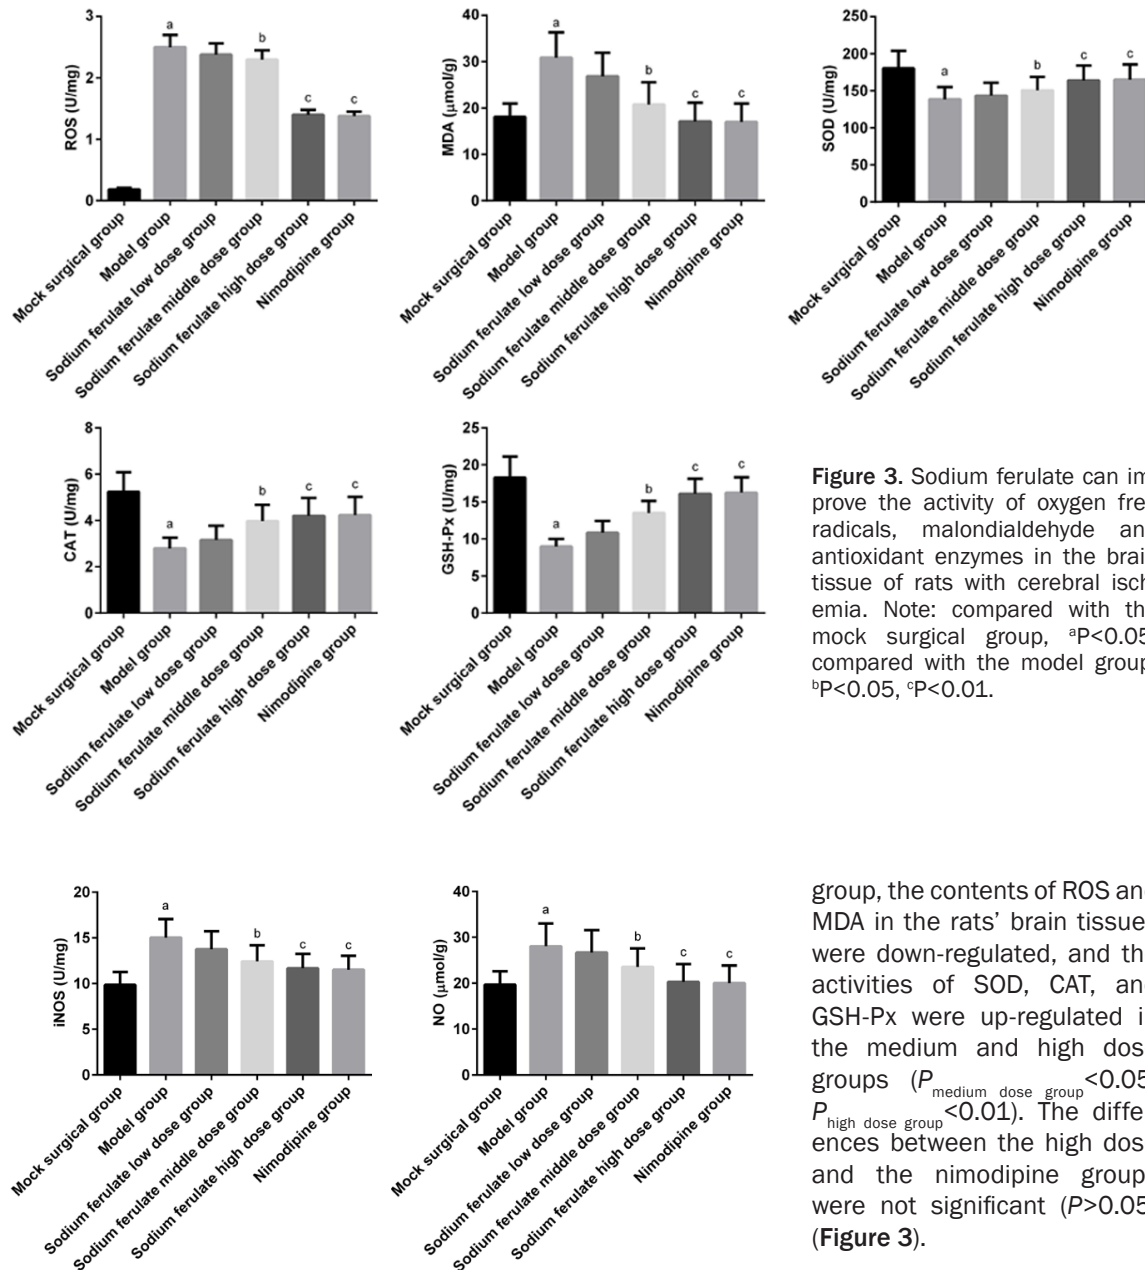 ROS (U/mg)
3
2
1
0
a
b
c
c
Mock surgical group
Model group
Sodium ferulate low dose group
Sodium ferulate middle dose group
Sodium ferulate high dose group
Nimodipine group
MDA (μmol/g)
40
30
20
10
0
a
b
c
c
Mock surgical group
Model group
Sodium ferulate low dose group
Sodium ferulate middle dose group
Sodium ferulate high dose group
Nimodipine group
SOD (U/mg)
250
200
150
100
50
0
a
b
c
c
Mock surgical group
Model group
Sodium ferulate low dose group
Sodium ferulate middle dose group
Sodium ferulate high dose group
Nimodipine group
CAT (U/mg)
8
6
4
2
0
a
b
c
c
Mock surgical group
Model group
Sodium ferulate low dose group
Sodium ferulate middle dose group
Sodium ferulate high dose group
Nimodipine group
GSH-Px (U/mg)
25
20
15
10
5
0
a
b
c
c
Mock surgical group
Model group
Sodium ferulate low dose group
Sodium ferulate middle dose group
Sodium ferulate high dose group
Nimodipine group
Figure 3. Sodium ferulate can im
prove the activity of oxygen fre
radicals, malondialdehyde an
antioxidant enzymes in the brai
tissue of rats with cerebral isch
emia. Note: compared with th
mock surgical group, ᵃP<0.05
compared with the model group
ᵇP<0.05, ᶜP<0.01.
iNOS (U/mg)
20
15
10
5
0
a
b
c
c
Mock surgical group
Model group
Sodium ferulate low dose group
Sodium ferulate middle dose group
Sodium ferulate high dose group
Nimodipine group
NO (μmol/g)
40
30
20
10
0
a
b
c
c
Mock surgical group
Model group
Sodium ferulate low dose group
Sodium ferulate middle dose group
Sodium ferulate high dose group
Nimodipine group
group, the contents of ROS an
MDA in the rats' brain tissue
were down-regulated, and th
activities of SOD, CAT, an
GSH-Px were up-regulated i
the medium and high dos
groups (P medium dose group<0.05
P high dose group<0.01). The differ
ences between the high dos
and the nimodipine group
were not significant (P>0.05
(Figure 3).